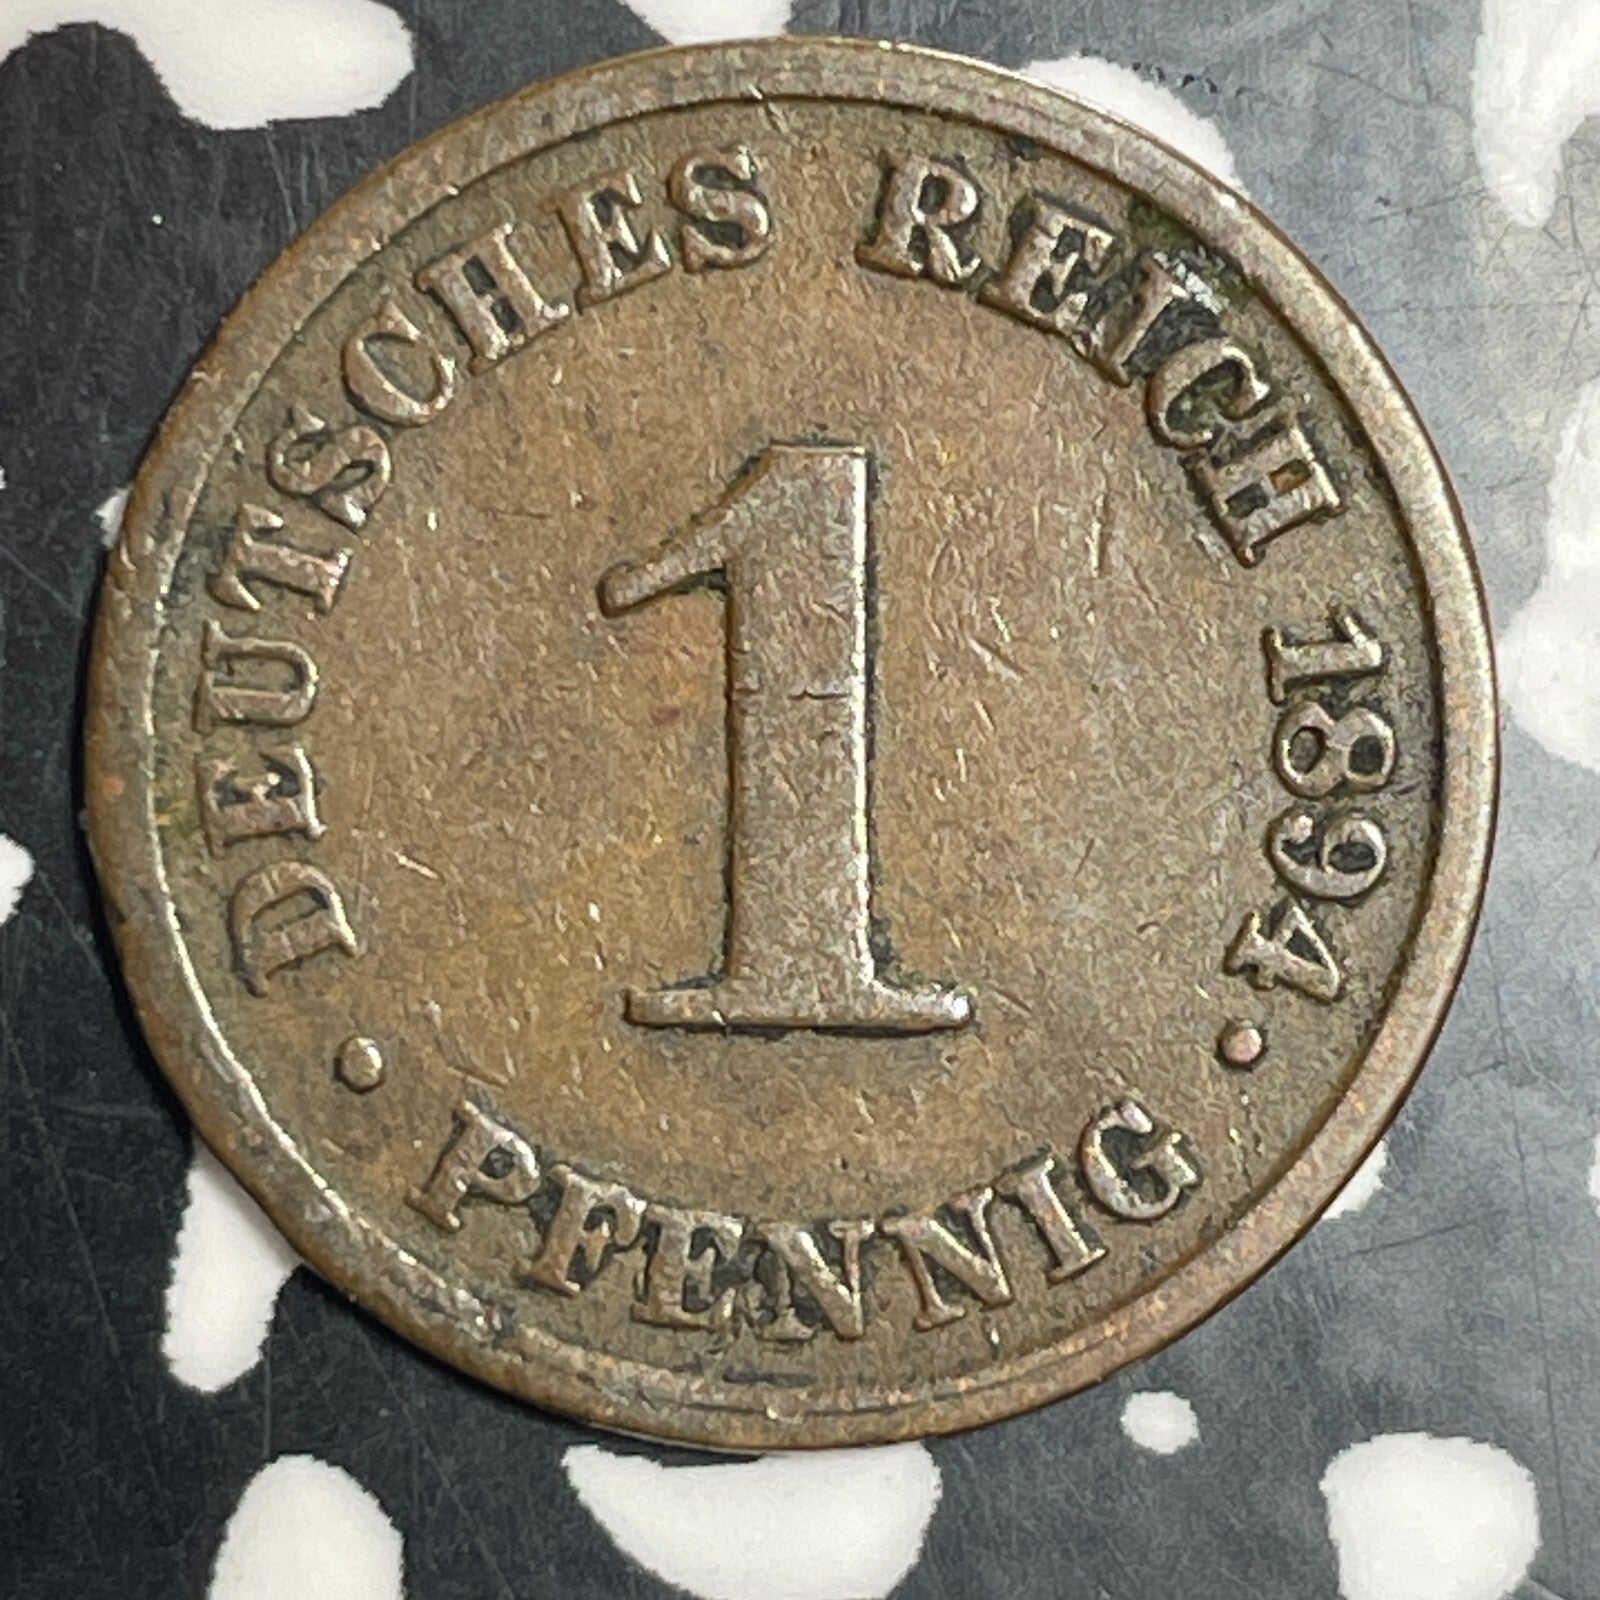 DEUTSCHES REICH 1894
1
• PFENNIG •